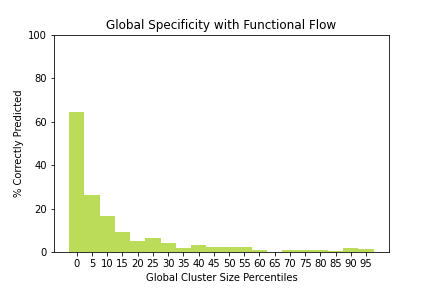 Global Specificity with Functional Flow
100
80
60
40
20
0
% Correctly Predicted
0 5 10 15 20 25 30 35 40 45 50 55 60 65 70 75 80 85 90 95
Global Cluster Size Percentiles